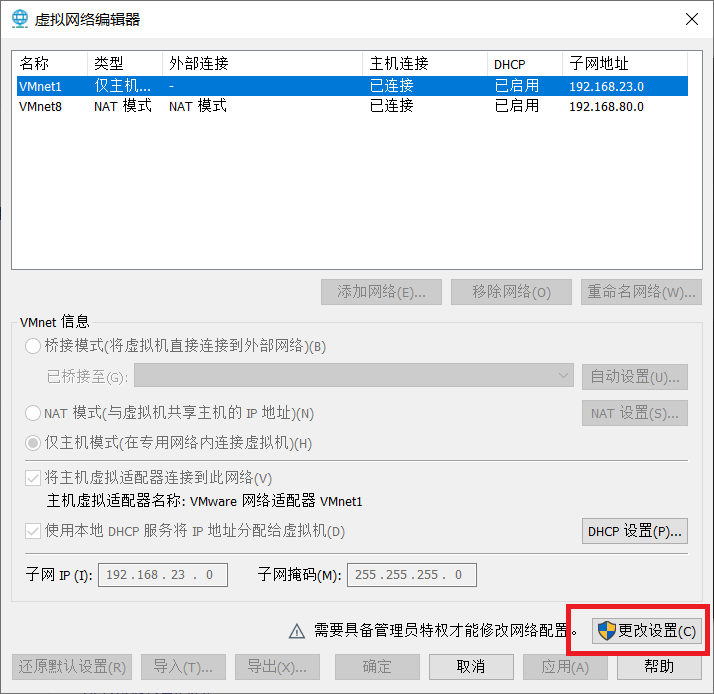 虚拟网络编辑器
名称 类型 外部连接 主机连接 DHCP 子网地址
VMnet1 仅主机... - 已连接 已启用 192.168.23.0
VMnet8 NAT 模式 NAT 模式 已连接 已启用 192.168.80.0
添加网络(E)... 移除网络(O) 重命名网络(W)...
VMnet 信息
桥接模式(将虚拟机直接连接到外部网络)(B)
已桥接至(G): 自动设置(U)...
NAT 模式(与虚拟机共享主机的 IP 地址)(N) NAT 设置(S)...
仅主机模式(在专用网络内连接虚拟机)(H)
将主机虚拟适配器连接到此网络(V)
主机虚拟适配器名称: VMware 网络适配器 VMnet1
使用本地 DHCP 服务将 IP 地址分配给虚拟机(D) DHCP 设置(P)...
子网 IP (I): 192 . 168 . 23 . 0 子网掩码(M): 255 . 255 . 255 . 0
需要具备管理员特权才能修改网络配置。 更改设置(C)
还原默认设置(R) 导入(T)... 导出(X)... 确定 取消 应用(A) 帮助